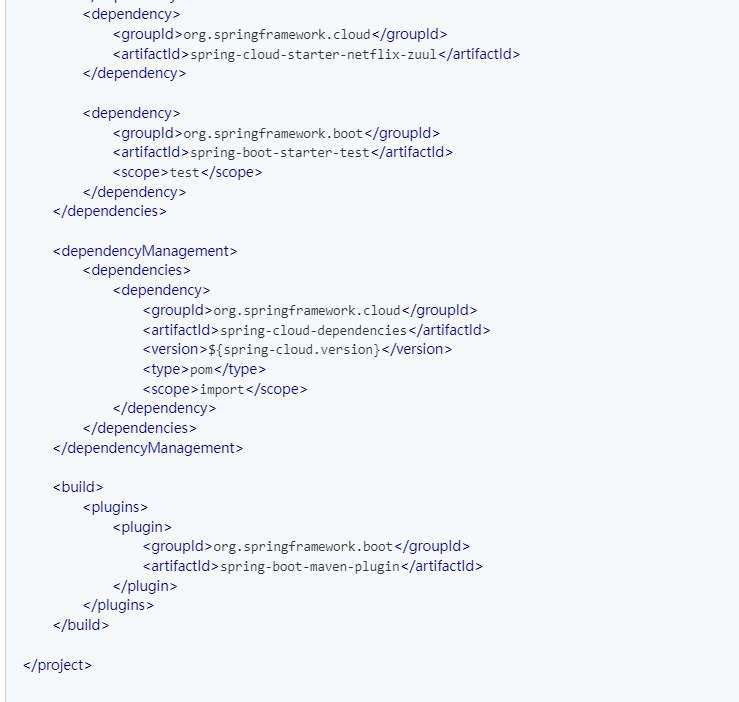 <dependency>
<groupId>org.springframework.cloud</groupId>
<artifactId>spring-cloud-starter-netflix-zuul</artifactId>
</dependency>
<dependency>
<groupId>org.springframework.boot</groupId>
<artifactId>spring-boot-starter-test</artifactId>
<scope>test</scope>
</dependency>
</dependencies>
<dependencyManagement>
<dependencies>
<dependency>
<groupId>org.springframework.cloud</groupId>
<artifactId>spring-cloud-dependencies</artifactId>
<version>${spring-cloud.version}</version>
<type>pom</type>
<scope>import</scope>
</dependency>
</dependencies>
</dependencyManagement>
<build>
<plugins>
<plugin>
<groupId>org.springframework.boot</groupId>
<artifactId>spring-boot-maven-plugin</artifactId>
</plugin>
</plugins>
</build>
</project>